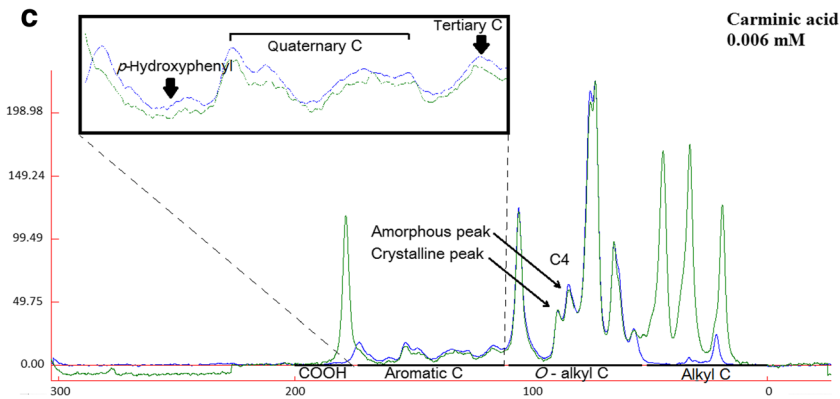 c
Carminic acid
0.006 mM
Tertiary C
Quaternary C
p-Hydroxyphenyl
198.98
149.24
99.49
49.75
0.00
Amorphous peak
Crystalline peak
C4
COOH
Aromatic C
O - alkyl C
Alkyl C
300
200
100
0